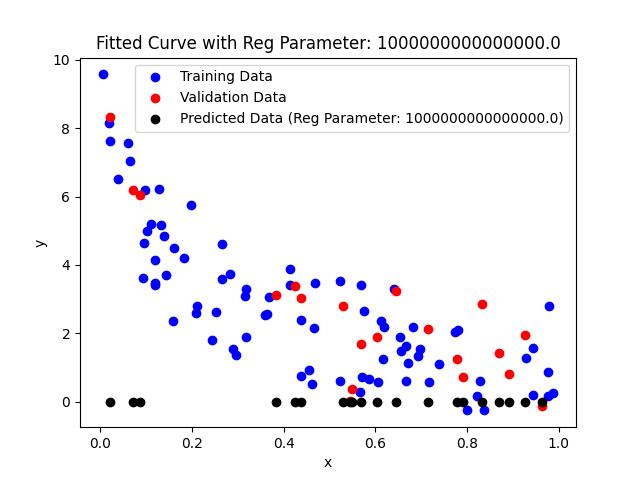 Fitted Curve with Reg Parameter: 1000000000000000.0
Training Data
Validation Data
Predicted Data (Reg Parameter: 1000000000000000.0)
10
8
6
4
2
0
y
0.0 0.2 0.4 0.6 0.8 1.0
x